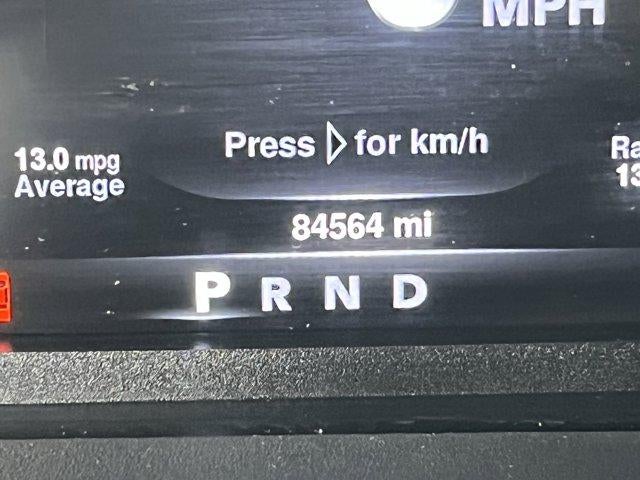 MPH
Press ▷ for km/h
13.0 mpg
Average
84564 mi
P R N D